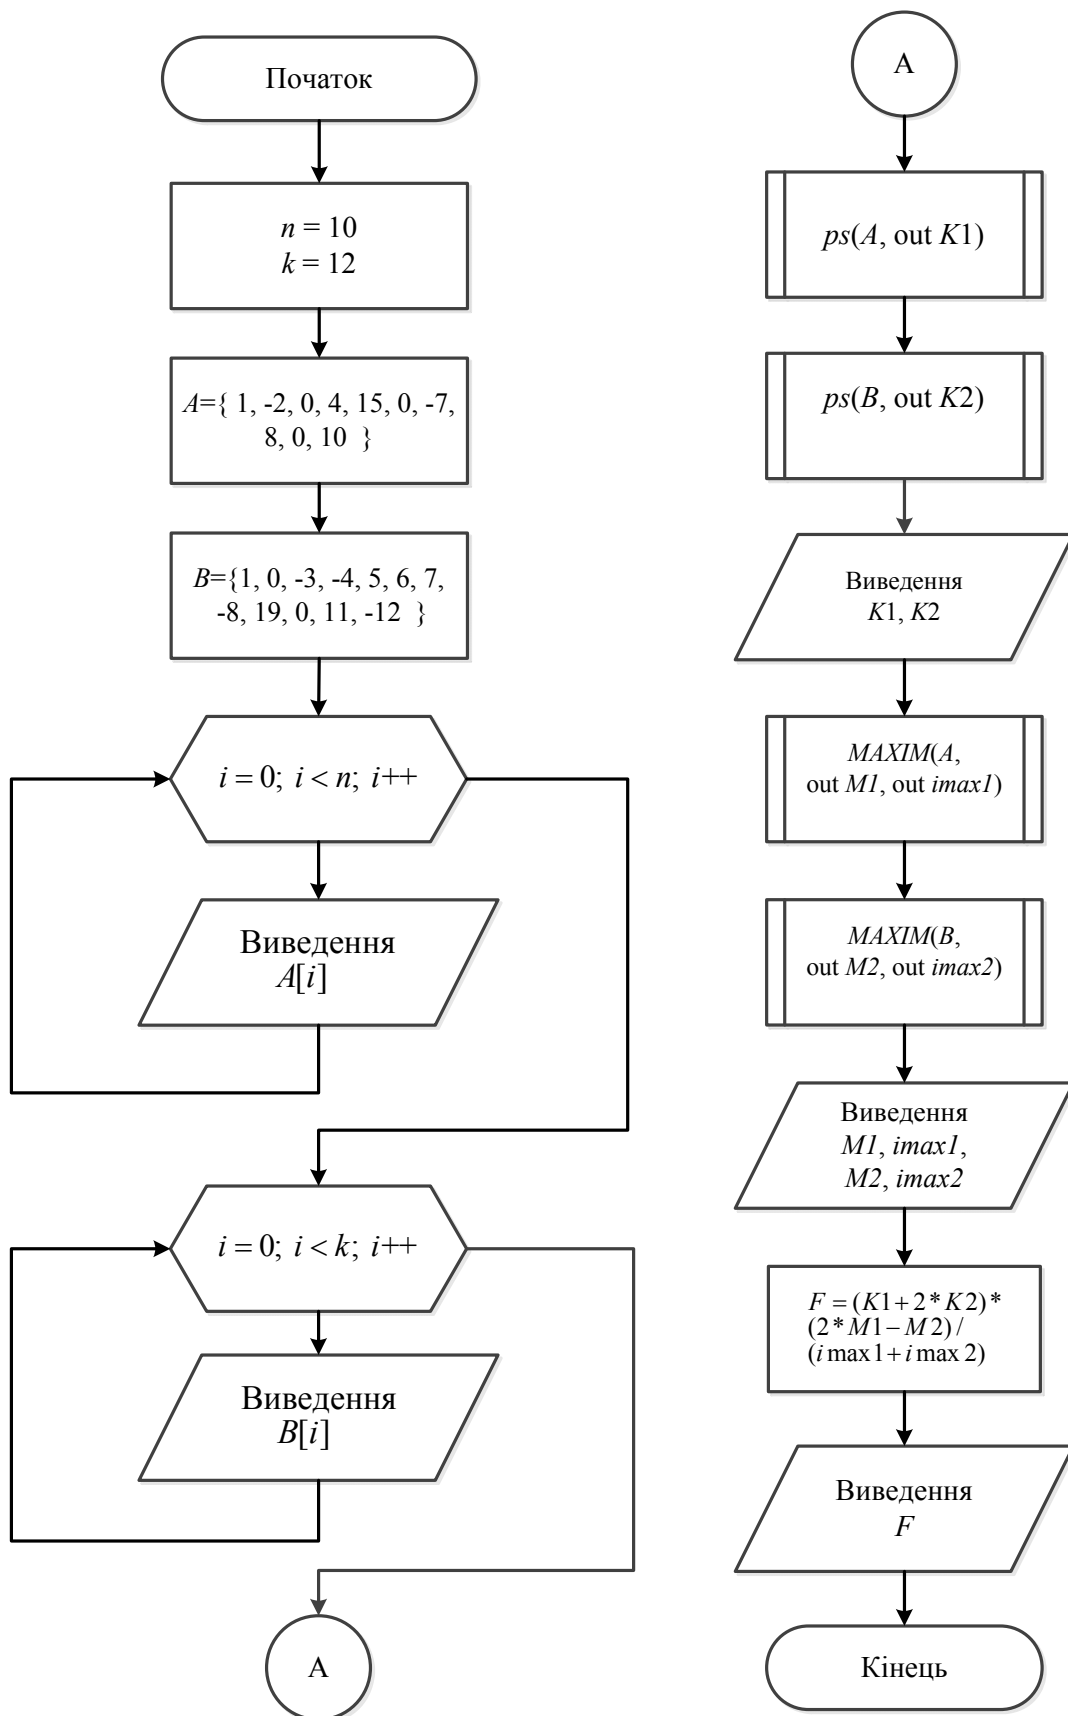 Початок
n = 10
k = 12
A={ 1, -2, 0, 4, 15, 0, -7,
8, 0, 10 }
B={1, 0, -3, -4, 5, 6, 7,
-8, 19, 0, 11, -12 }
i = 0; i < n; i++
Виведення
A[i]
i = 0; i < k; i++
Виведення
B[i]
А
А
ps(A, out K1)
ps(B, out K2)
Виведення
K1, K2
MAXIM(A,
out M1, out imax1)
MAXIM(B,
out M2, out imax2)
Виведення
M1, imax1,
M2, imax2
F = (K1+ 2* K2)*
(2*M1− M2) /
(i max1+ i max 2)
Виведення
F
Кінець